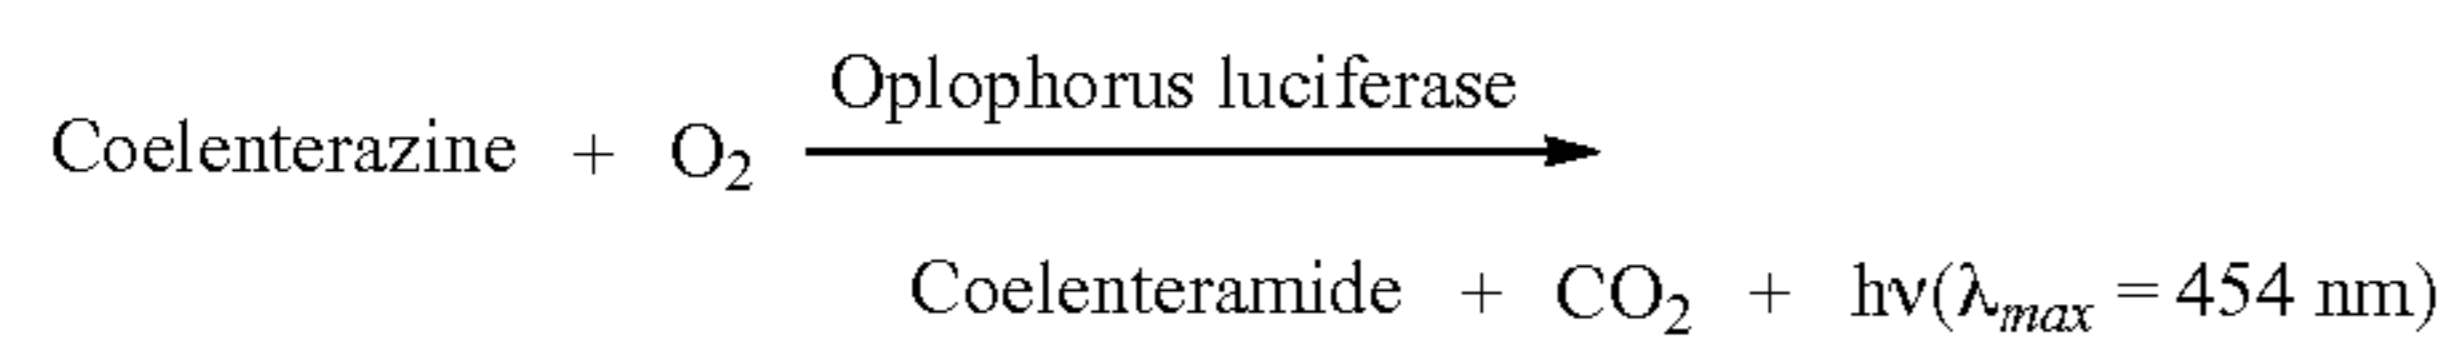 Oplophorus luciferase
Coelenterazine + O₂
Coelenteramide + CO₂ + hν(λmax = 454 nm)